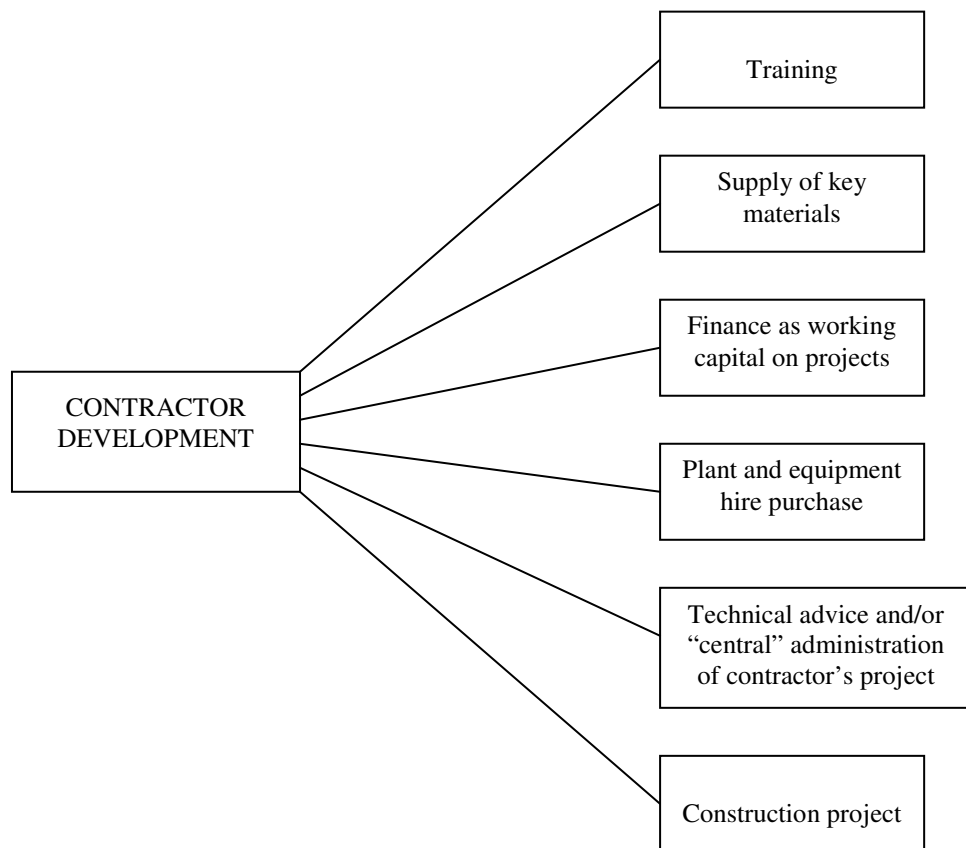 Training
Supply of key
materials
Finance as working
capital on projects
CONTRACTOR
DEVELOPMENT
Plant and equipment
hire purchase
Technical advice and/or
“central” administration
of contractor’s project
Construction project